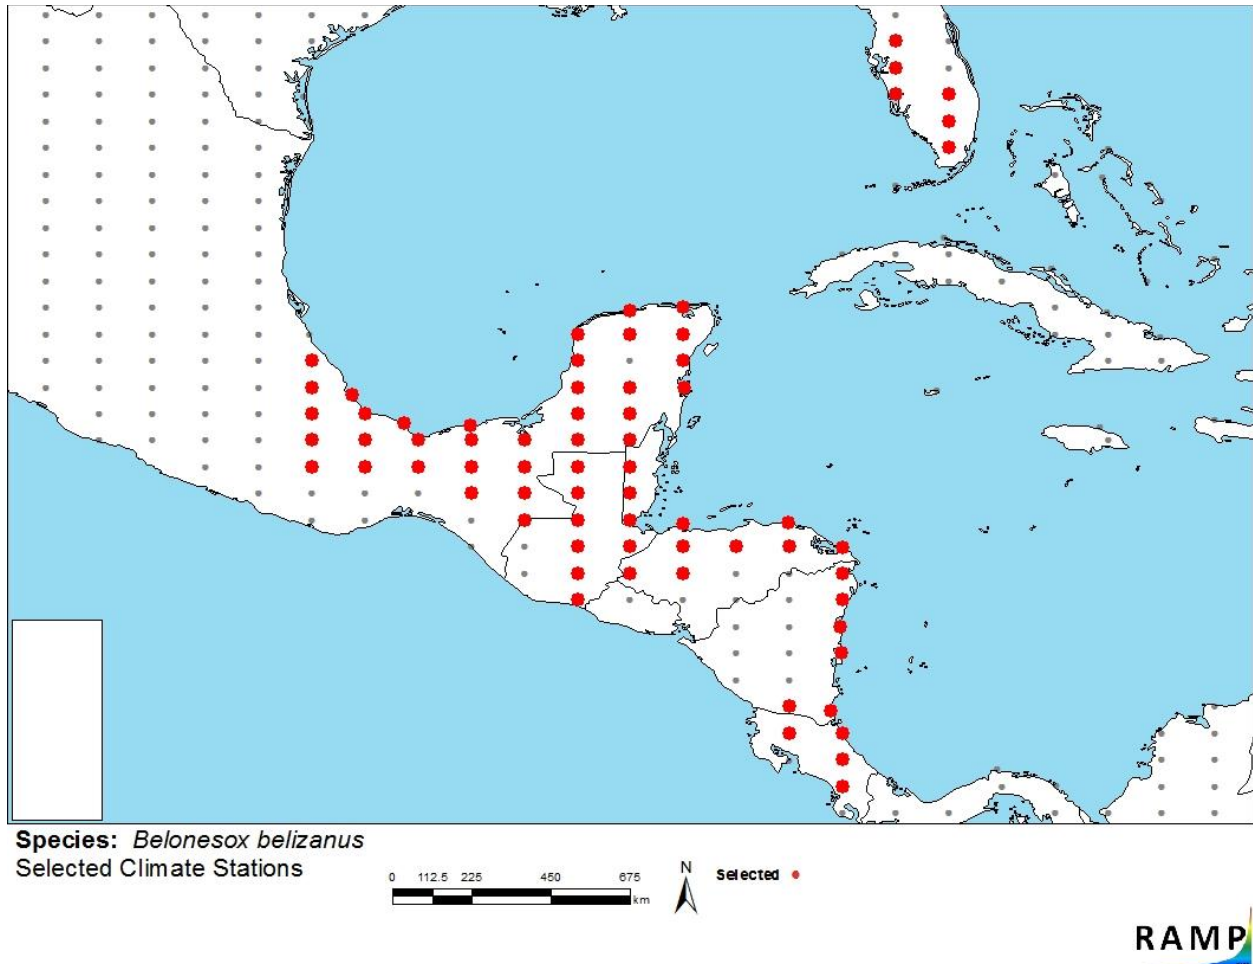 Species: Belonesox belizanus
Selected Climate Stations
0 112.5 225 450 675
km
N
Selected
RAMP